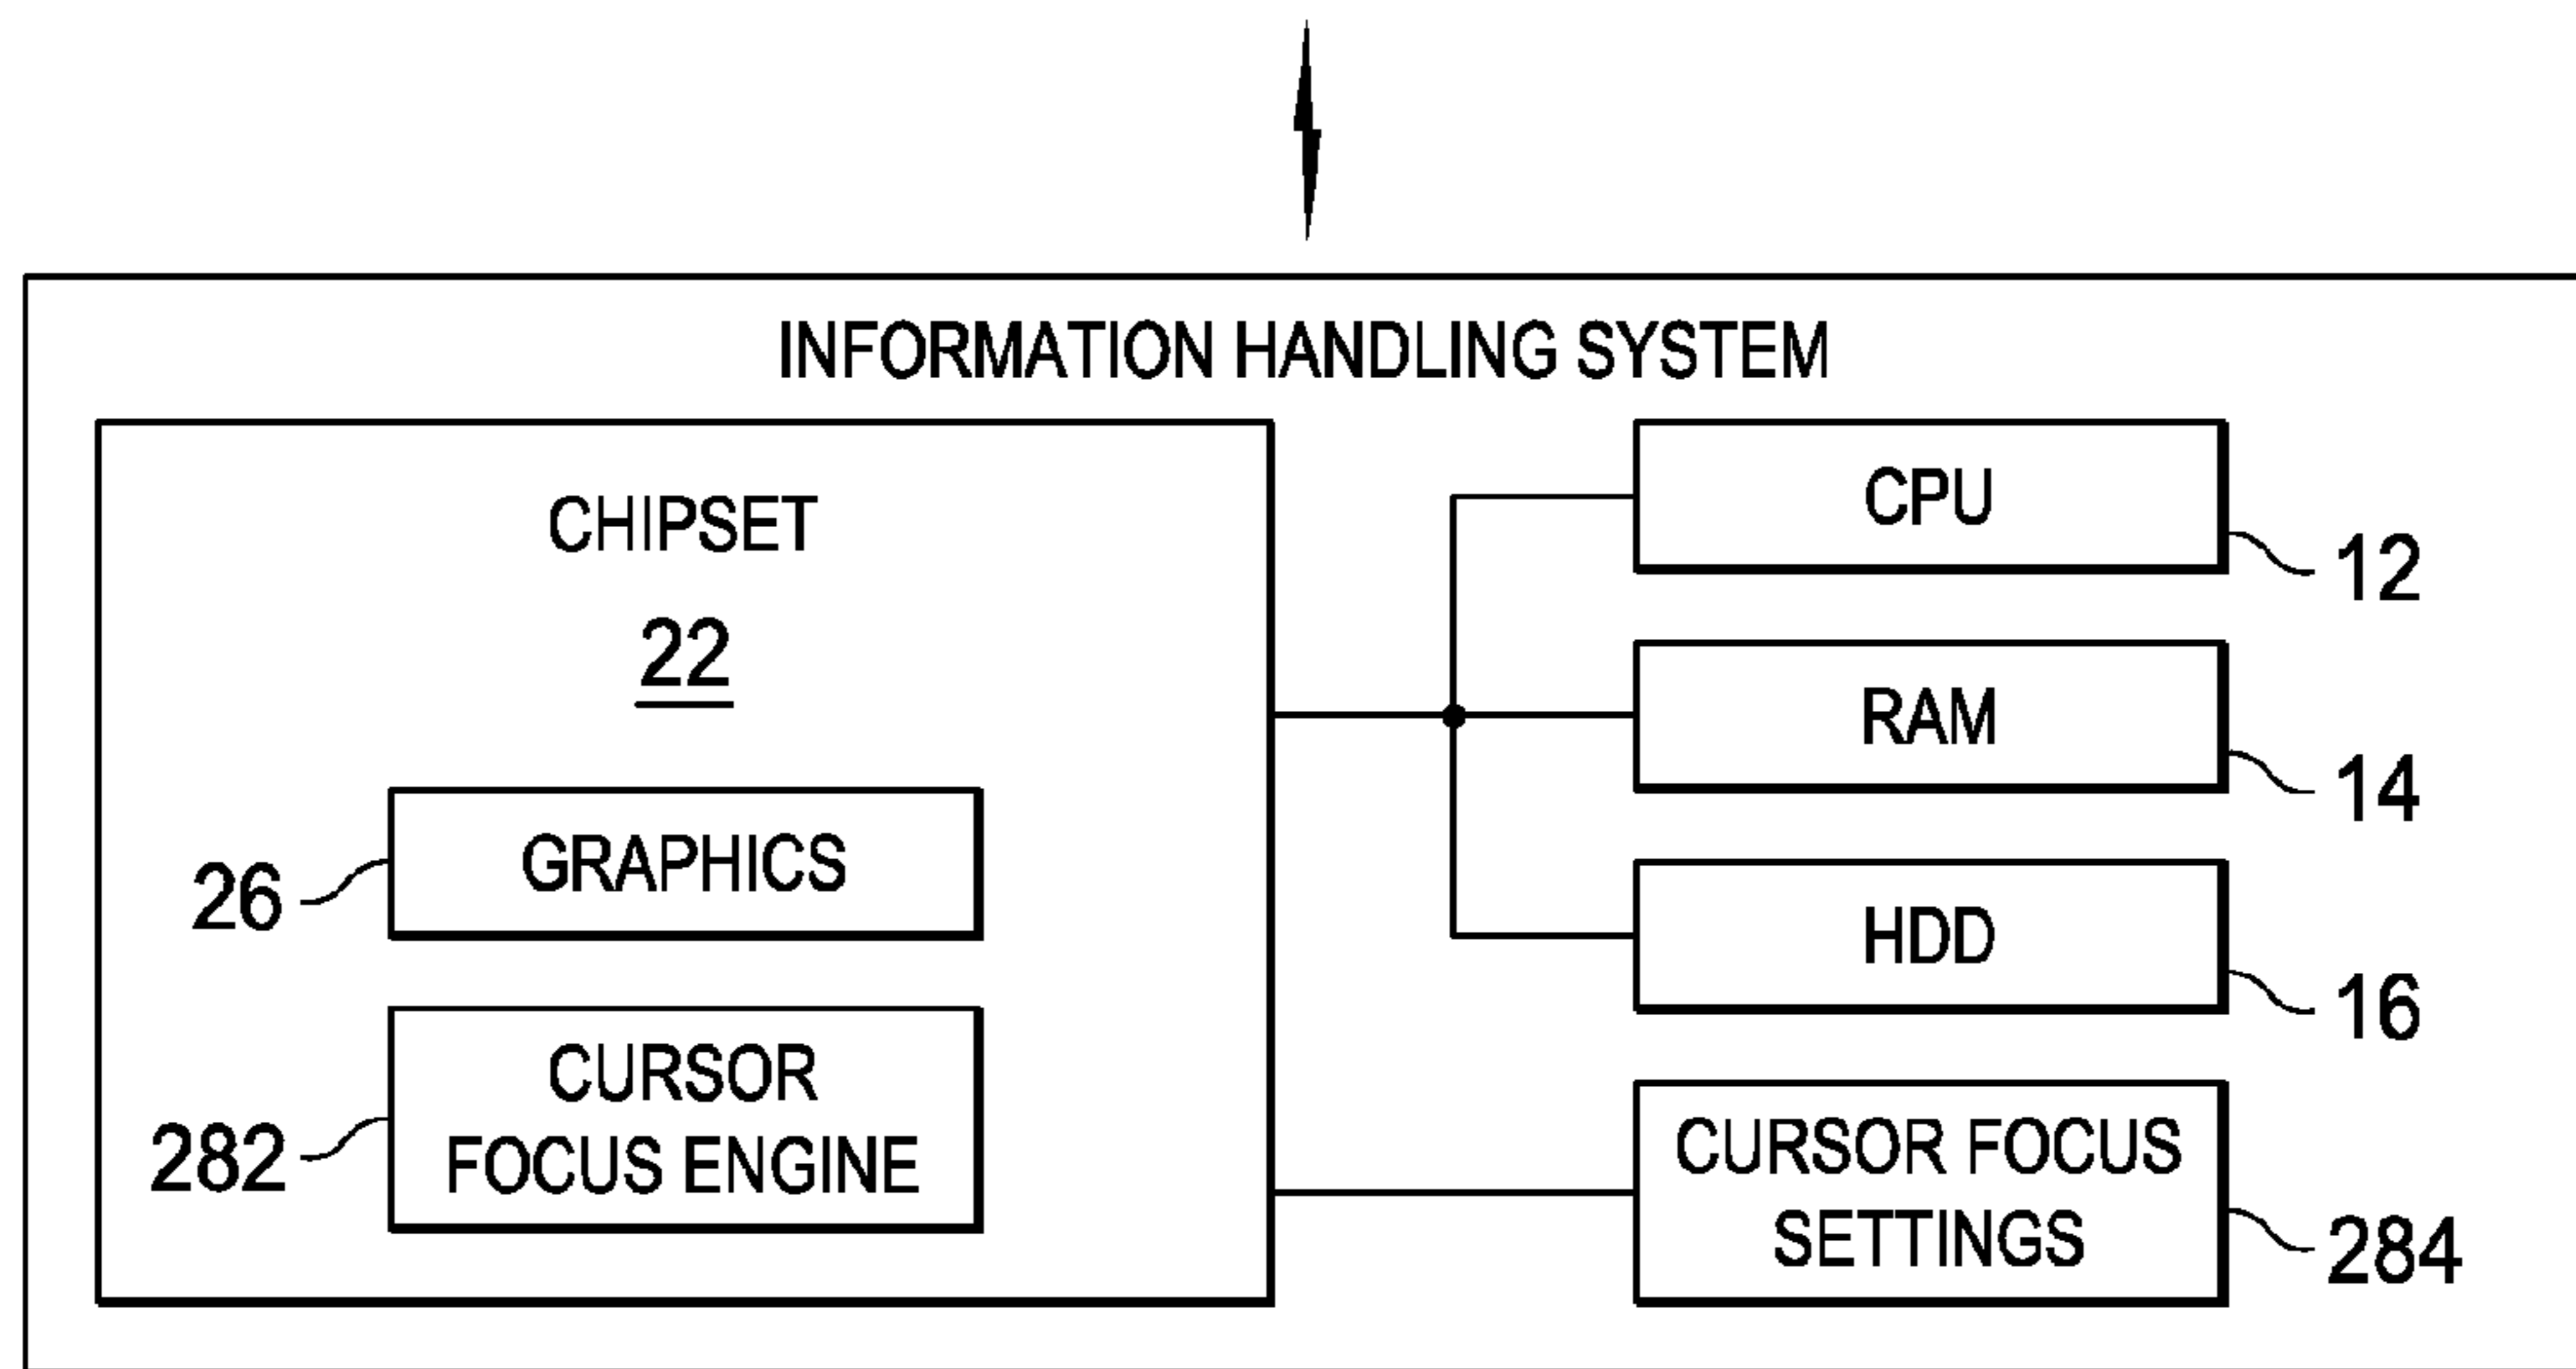 INFORMATION HANDLING SYSTEM
CHIPSET
22
GRAPHICS
26
CURSOR
FOCUS ENGINE
282
CPU
12
RAM
14
HDD
16
CURSOR FOCUS
SETTINGS
284